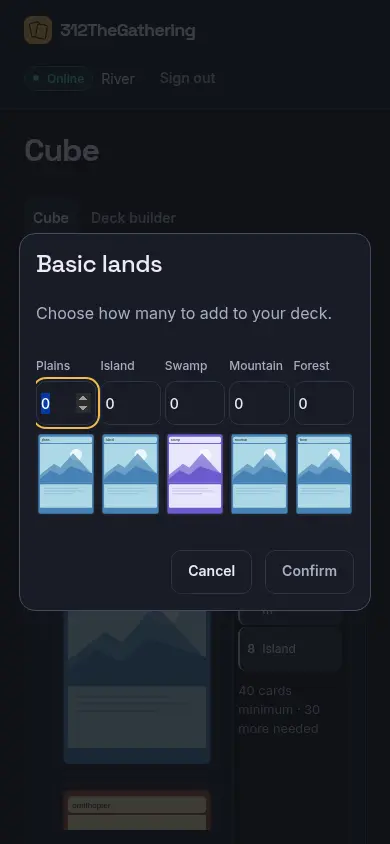 312TheGathering
Online River Sign out
Cube
Cube Deck builder
Basic lands
Choose how many to add to your deck.
Plains Island Swamp Mountain Forest
0 0 0 0 0
Cancel Confirm
8 Island
40 cards
minimum · 30
more needed